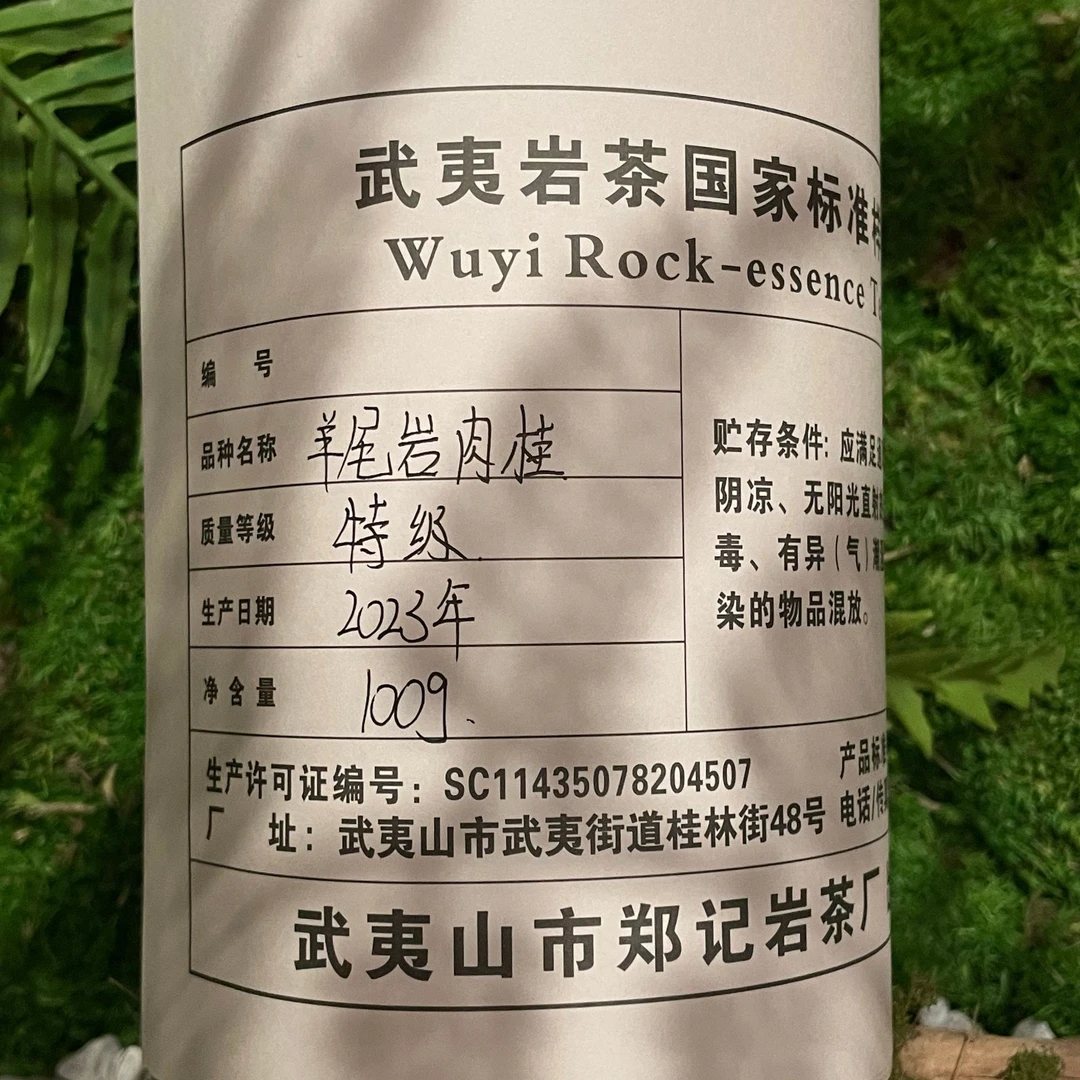 武夷岩茶国家标准样
Wuyi Rock-essence T
编 号
品种名称 羊尾岩肉桂
质量等级 特级
生产日期 2023年
净含量 100g.
贮存条件: 应满足
阴凉、无阳光直射
毒、有异(气)潮
染的物品混放。
生产许可证编号: SC11435078204507
产品标
厂 址: 武夷山市武夷街道桂林街48号
电话/传
武夷山市郑记岩茶厂